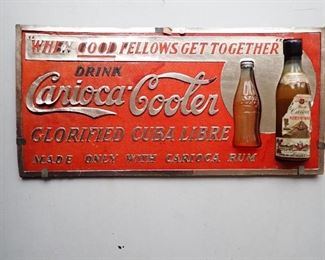 "WHEN GOOD FELLOWS GET TOGETHER"
DRINK
Carioca Cooler
GLORIFIED CUBA LIBRE
MADE ONLY WITH CARIOCA RUM